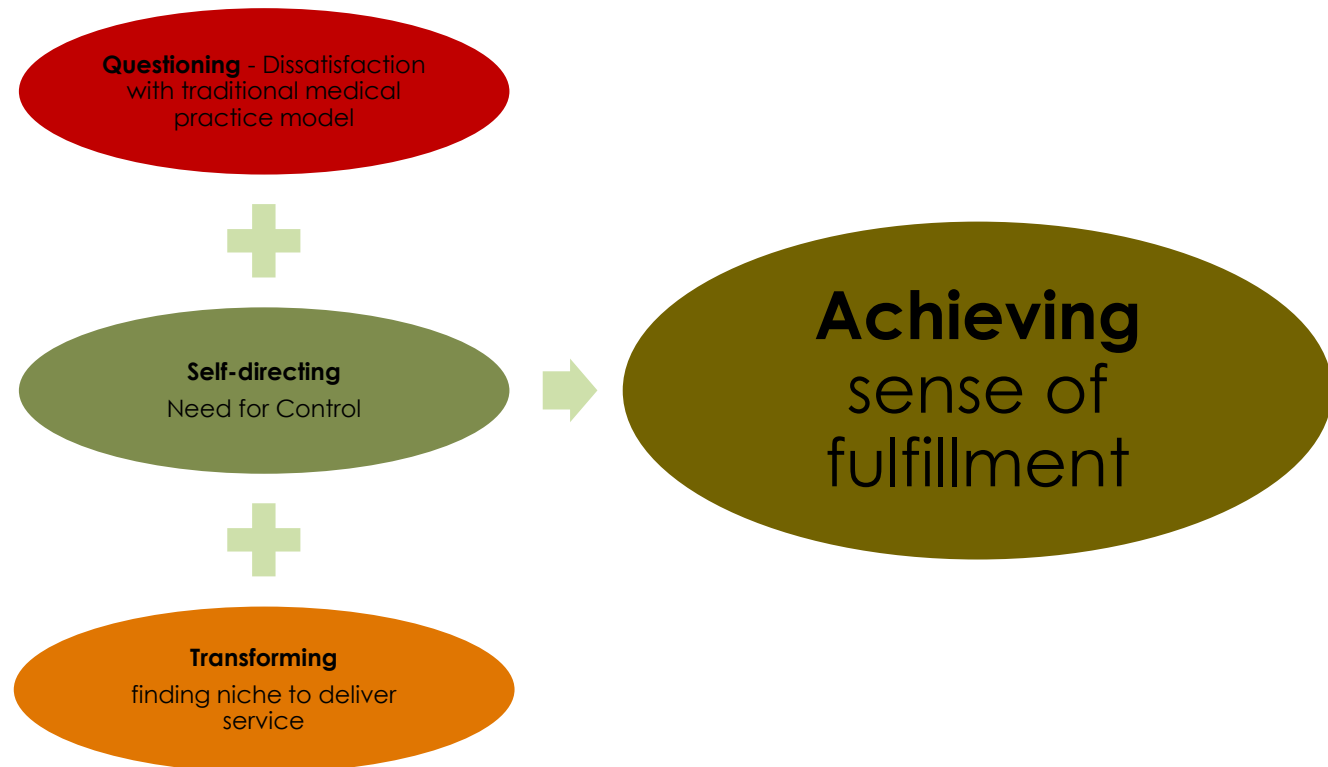 Questioning - Dissatisfaction
with traditional medical
practice model
Self-directing
Need for Control
Transforming
finding niche to deliver
service
Achieving
sense of
fulfillment